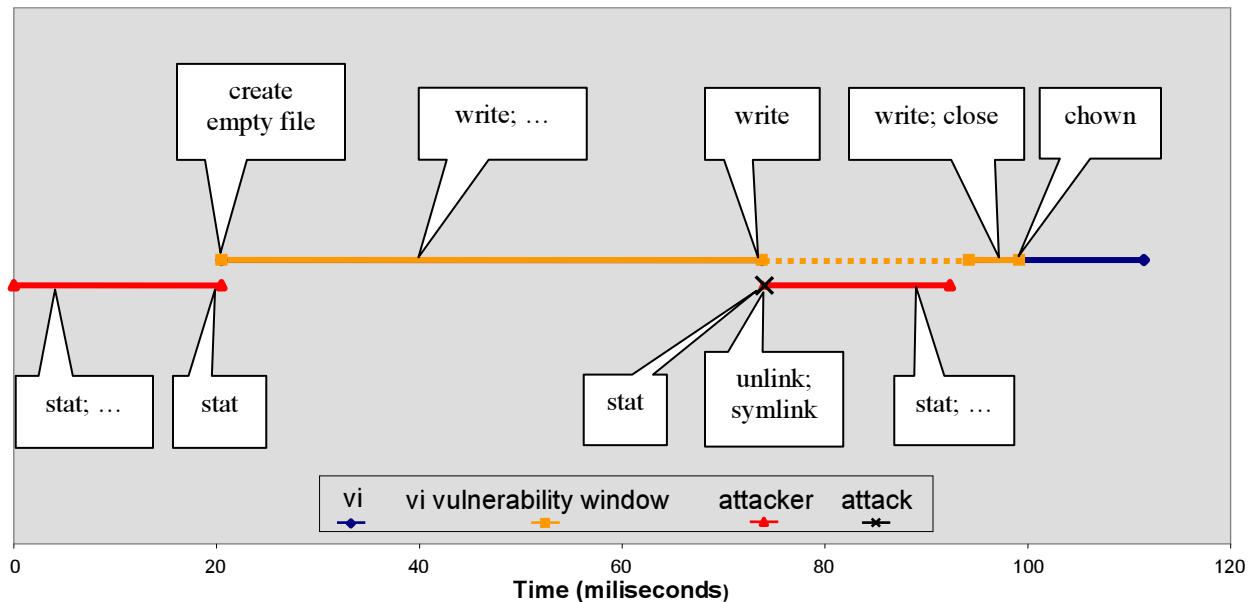 create
empty file
write; …
write
write; close
chown
stat; …
stat
stat
unlink;
symlink
stat; …
vi vi vulnerability window attacker attack
0 20 40 60 80 100 120
Time (miliseconds)